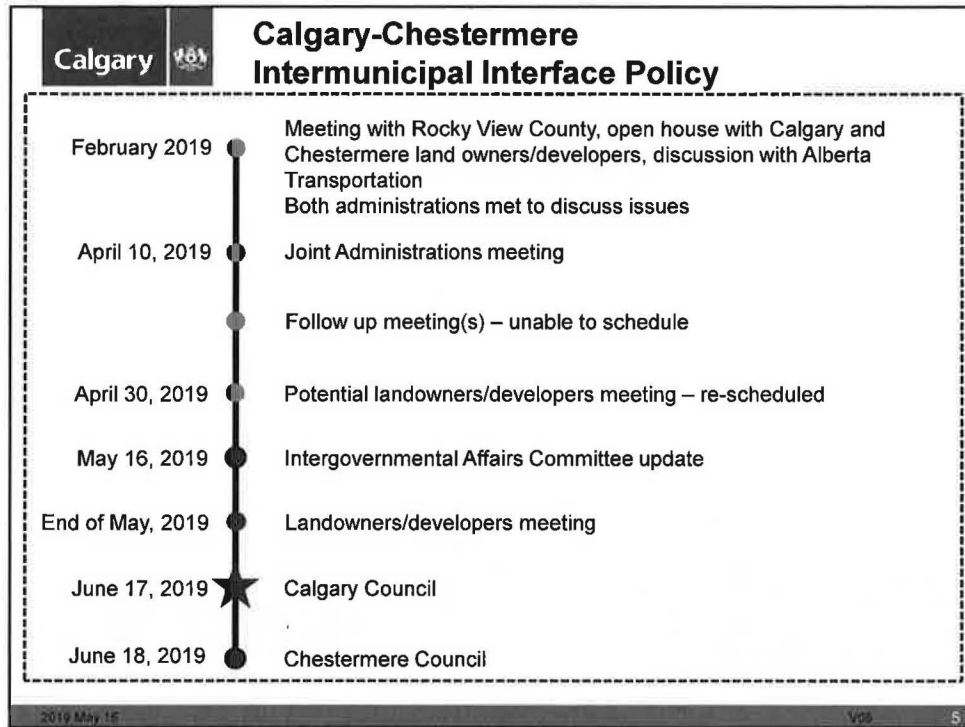 Calgary
Calgary-Chestermere
Intermunicipal Interface Policy
February 2019
Meeting with Rocky View County, open house with Calgary and
Chestermere land owners/developers, discussion with Alberta
Transportation
Both administrations met to discuss issues
April 10, 2019
Joint Administrations meeting
Follow up meeting(s) – unable to schedule
April 30, 2019
Potential landowners/developers meeting – re-scheduled
May 16, 2019
Intergovernmental Affairs Committee update
End of May, 2019
Landowners/developers meeting
June 17, 2019
Calgary Council
June 18, 2019
Chestermere Council
2019 May 16
5